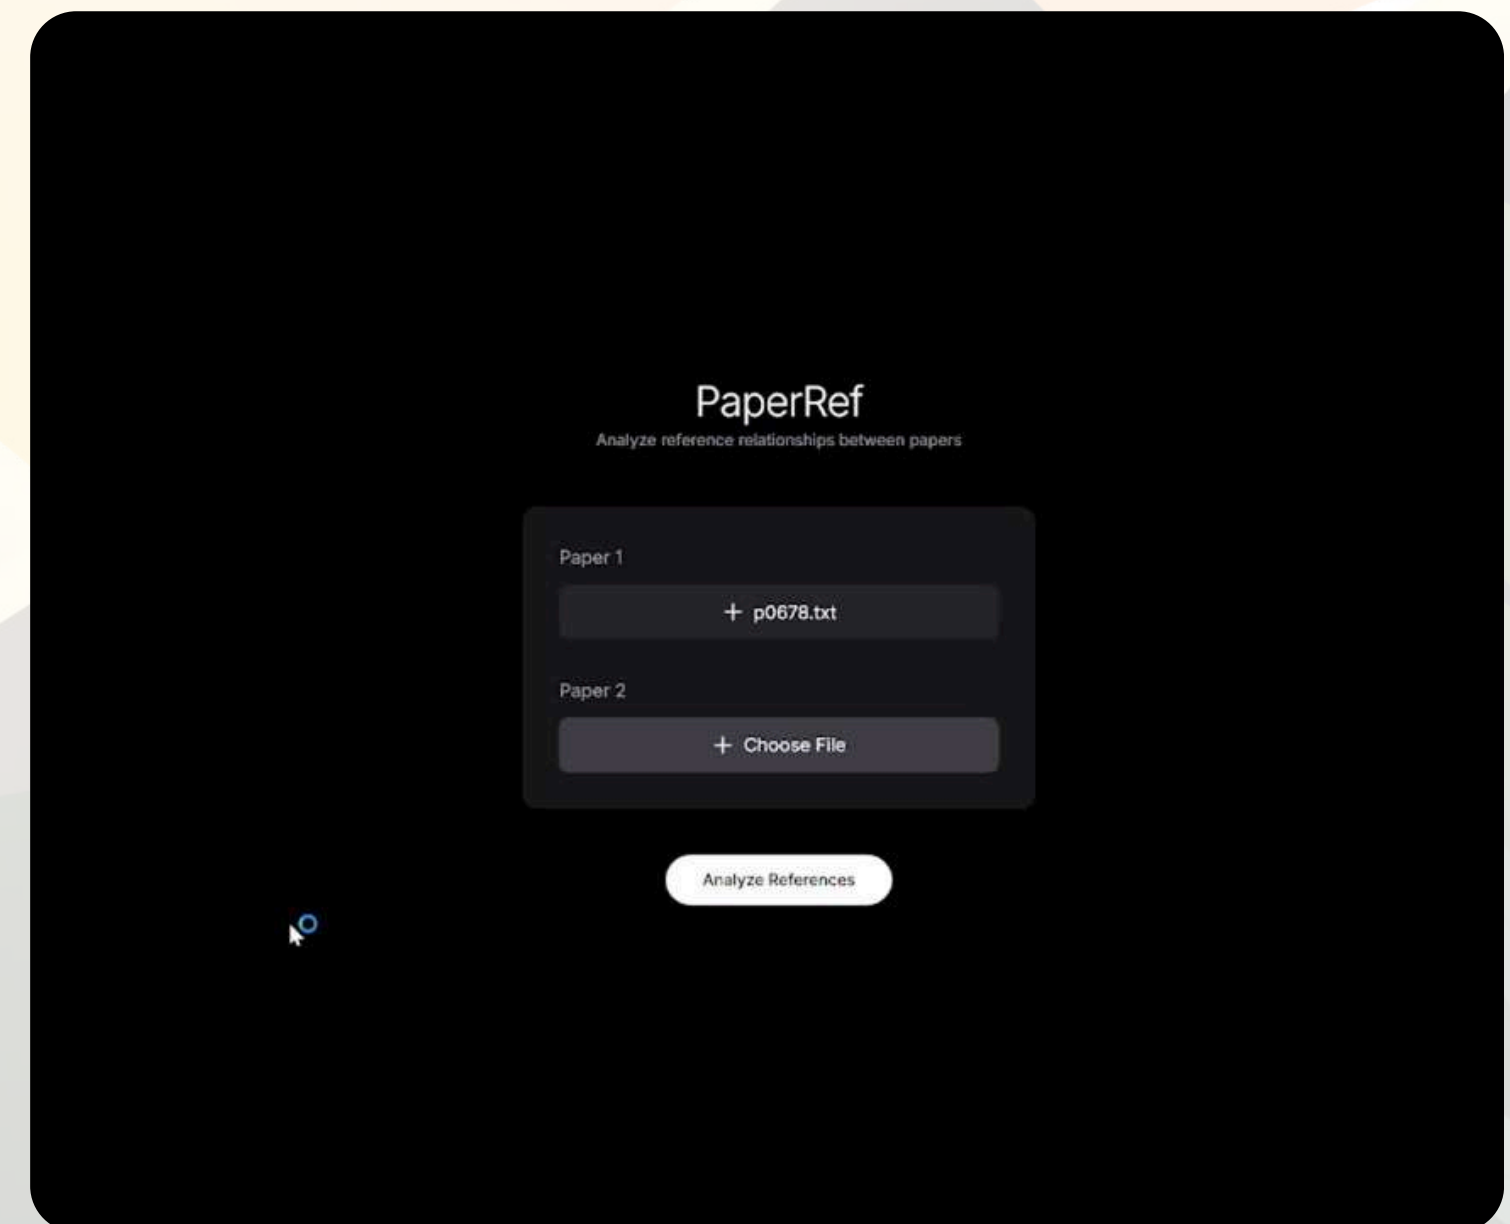 PaperRef
Analyze reference relationships between papers
Paper 1
+ p0678.txt
Paper 2
+ Choose File
Analyze References